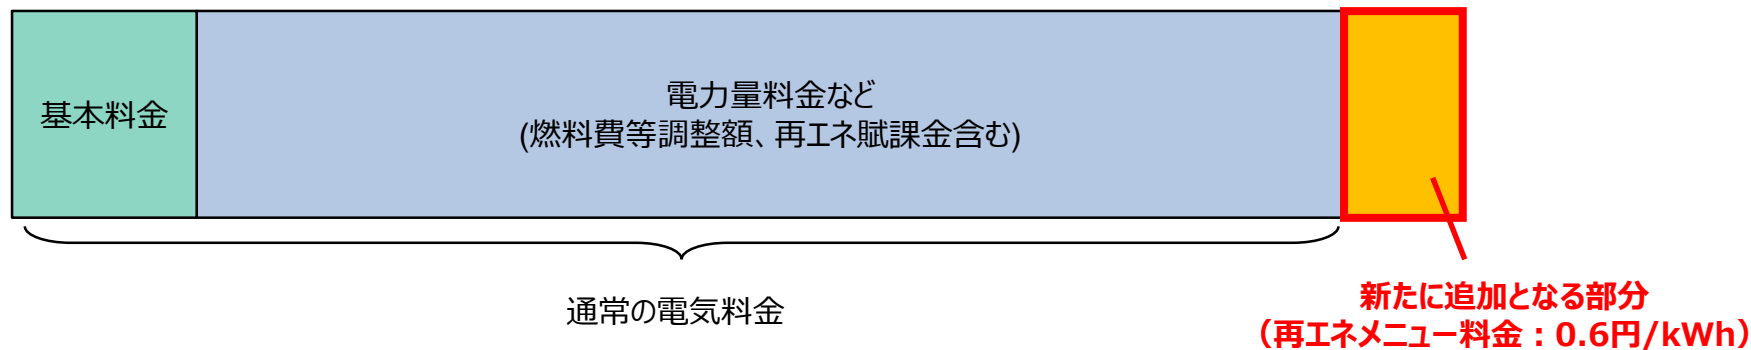 基本料金
電力量料金など
(燃料費等調整額、再エネ賦課金含む)
通常の電気料金
新たに追加となる部分
（再エネメニュー料金：0.6円/kWh）